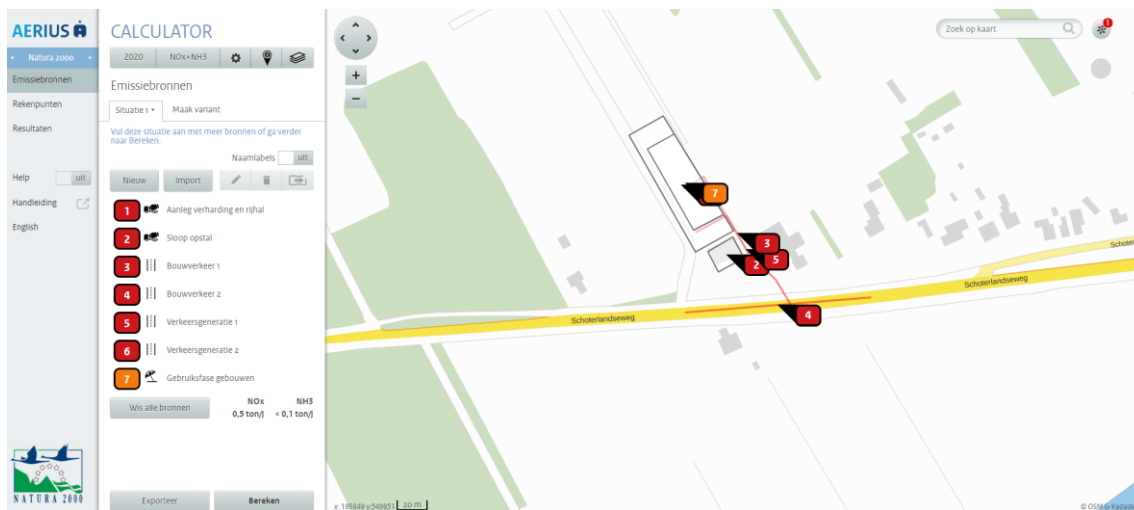 AERIUS
Natura 2000
Emissiebronnen
Rekenpunten
Resultaten
Help uit
Handleiding
English
NATURA 2000
CALCULATOR
2020 NOx+NH3
Emissiebronnen
Situatie 1 Maak variant
Vul deze situatie aan met meer bronnen of ga verder
naar Bereken.
Naamlabels uit
Nieuw Import
1 Aanleg verharding en rijhal
2 Sloop opstal
3 Bouwverkeer 1
4 Bouwverkeer 2
5 Verkeersgeneratie 1
6 Verkeersgeneratie 2
7 Gebruiksfase gebouwen
Wis alle bronnen
NOx NH3
0,5 ton/j < 0,1 ton/j
Exporteer Bereken
Zoek op kaart
1
7
3
5
2
4
Schoterlandseweg
Schoterlandseweg
x: 195849 y:548951 20 m
© OSM & Kadast